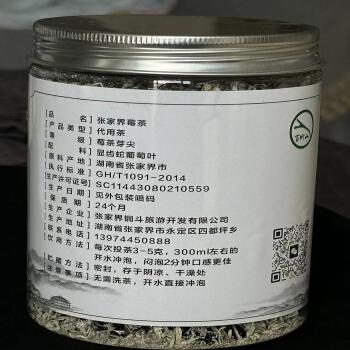 品名：张家界莓茶
产品类型：代用茶
等级：莓茶芽尖
配料：显齿蛇葡萄叶
原料产地：湖南省张家界市
执行标准：GH/T1091-2014
生产许可证号：SC11443080210559
生产日期：见外包装喷码
保质期：24个月
生产企业：张家界铜斗旅游开发有限公司
生产地址：湖南省张家界市永定区四都坪乡
联系电话：13974450888
饮用方法：每次投茶3-5克，300ml左右的
开水冲泡，闷泡2分钟口感更佳
贮藏方法：密封，存于阴凉、干燥处
注意事项：无需洗茶，开水直接冲泡